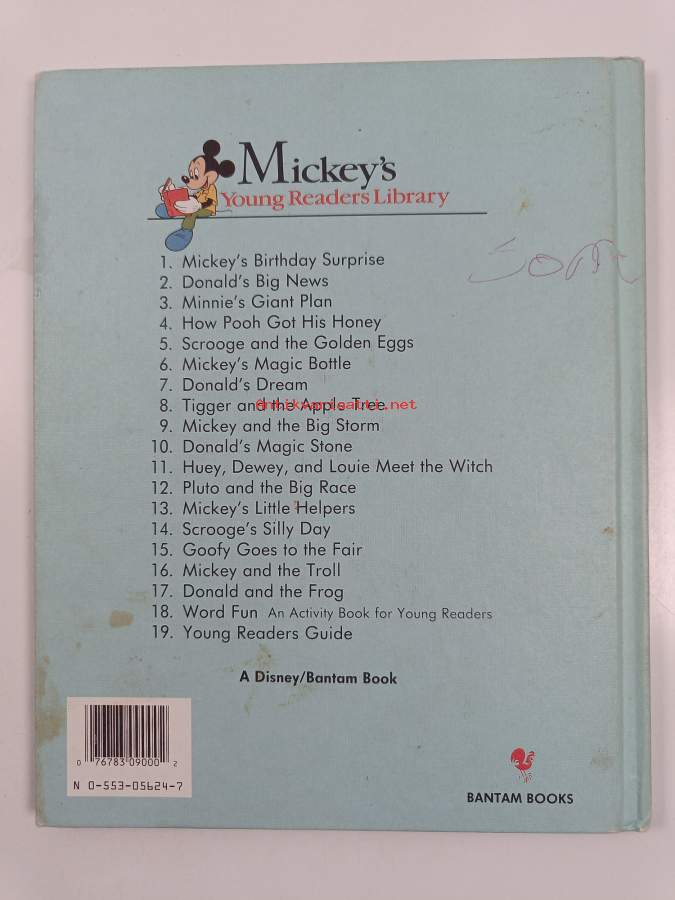 Mickey's
Young Readers Library
1. Mickey's Birthday Surprise
2. Donald's Big News
3. Minnie's Giant Plan
4. How Pooh Got His Honey
5. Scrooge and the Golden Eggs
6. Mickey's Magic Bottle
7. Donald's Dream
8. Tigger and the Apple Tree
antikvariaatti.net
9. Mickey and the Big Storm
10. Donald's Magic Stone
11. Huey, Dewey, and Louie Meet the Witch
12. Pluto and the Big Race
13. Mickey's Little Helpers
14. Scrooge's Silly Day
15. Goofy Goes to the Fair
16. Mickey and the Troll
17. Donald and the Frog
18. Word Fun An Activity Book for Young Readers
19. Young Readers Guide
A Disney/Bantam Book
0 76783 09000 2
N 0-553-05624-7
BANTAM BOOKS